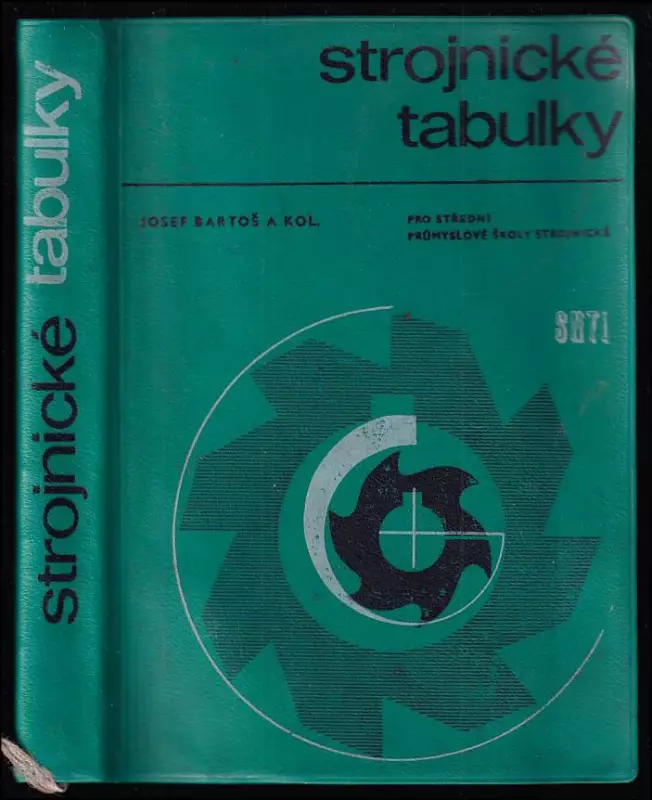 strojnické tabulky
strojnické
tabulky
JOSEF BARTOŠ A KOL.
PRO STŘEDNÍ
PRŮMYSLOVÉ ŠKOLY STROJNICKÉ
SNTL